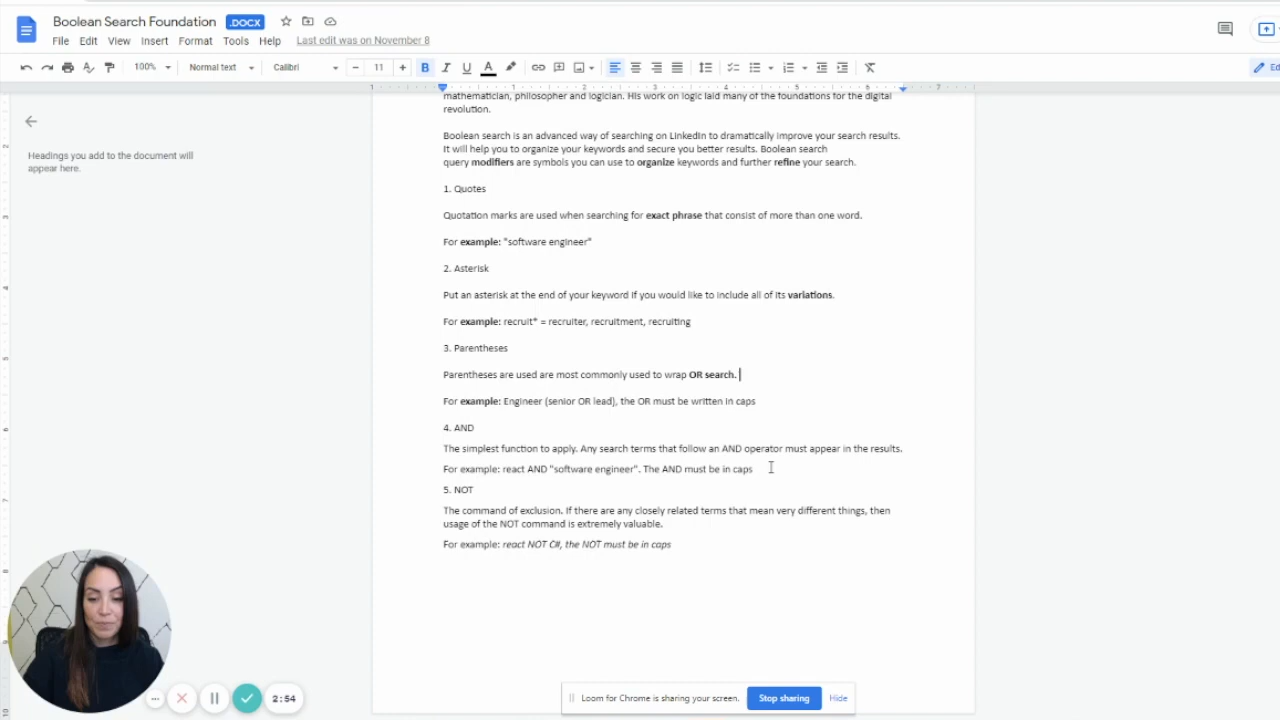 Boolean Search Foundation .DOCX
File Edit View Insert Format Tools Help Last edit was on November 8
100% Normal text Calibri 11 B I U A Ed
1 1 2 3 4 5 6 7
Headings you add to the document will
appear here.
mathematician, philosopher and logician. His work on logic laid many of the foundations for the digital
revolution.
Boolean search is an advanced way of searching on LinkedIn to dramatically improve your search results.
It will help you to organize your keywords and secure you better results. Boolean search
query modifiers are symbols you can use to organize keywords and further refine your search.
1. Quotes
Quotation marks are used when searching for exact phrase that consist of more than one word.
For example: "software engineer"
2. Asterisk
Put an asterisk at the end of your keyword if you would like to include all of its variations.
For example: recruit* = recruiter, recruitment, recruiting
3. Parentheses
Parentheses are used are most commonly used to wrap OR search.
For example: Engineer (senior OR lead), the OR must be written in caps
4. AND
The simplest function to apply. Any search terms that follow an AND operator must appear in the results.
For example: react AND "software engineer". The AND must be in caps
5. NOT
The command of exclusion. If there are any closely related terms that mean very different things, then
usage of the NOT command is extremely valuable.
For example: react NOT C#, the NOT must be in caps
2:54
Loom for Chrome is sharing your screen. Stop sharing Hide